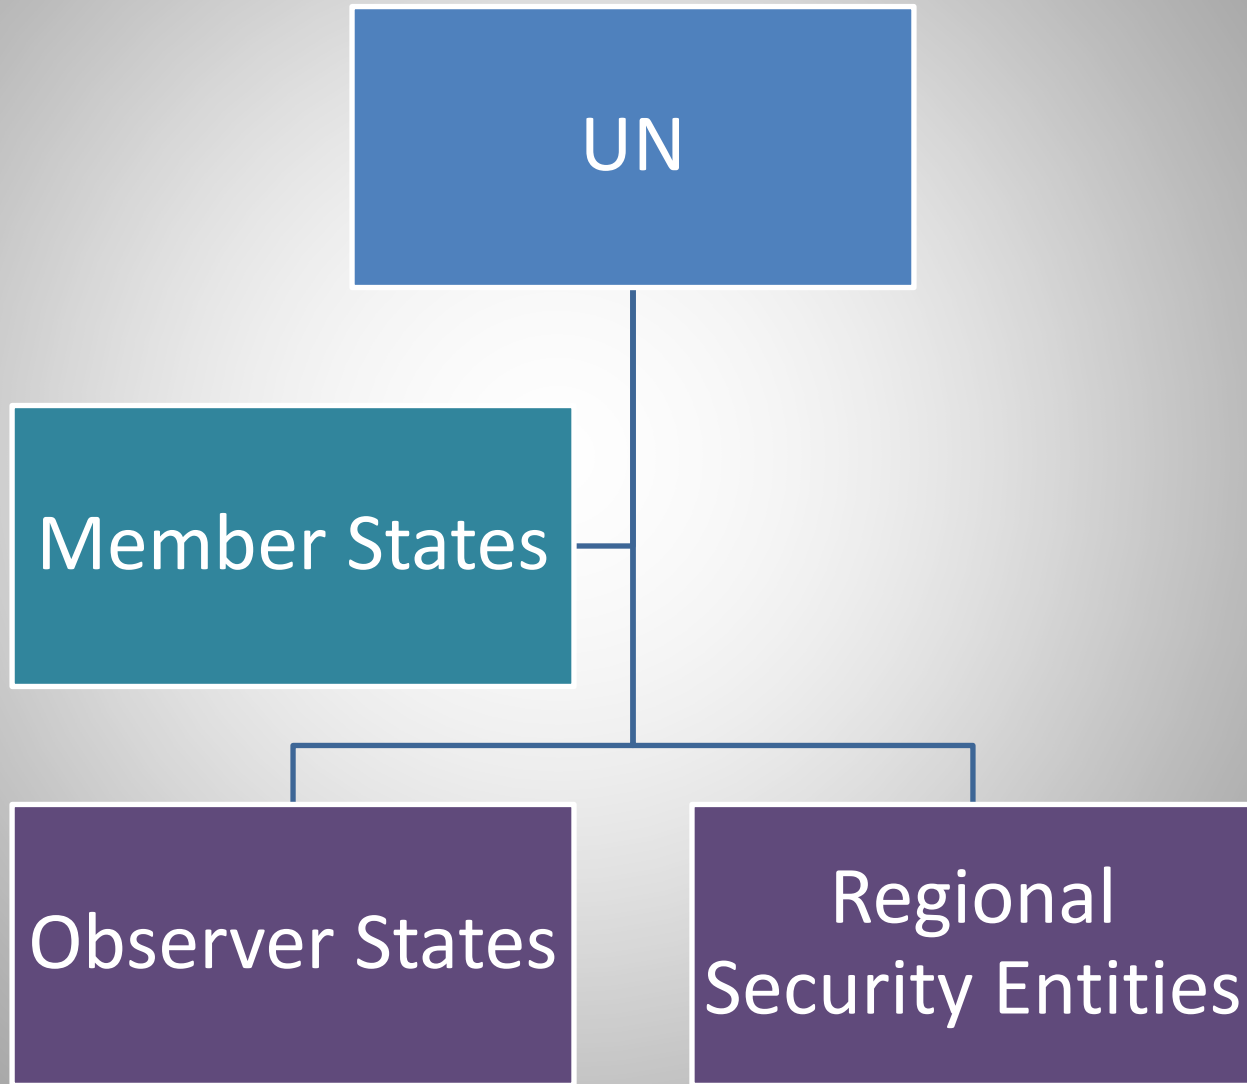 UN
Member States
Observer States
Regional
Security Entities